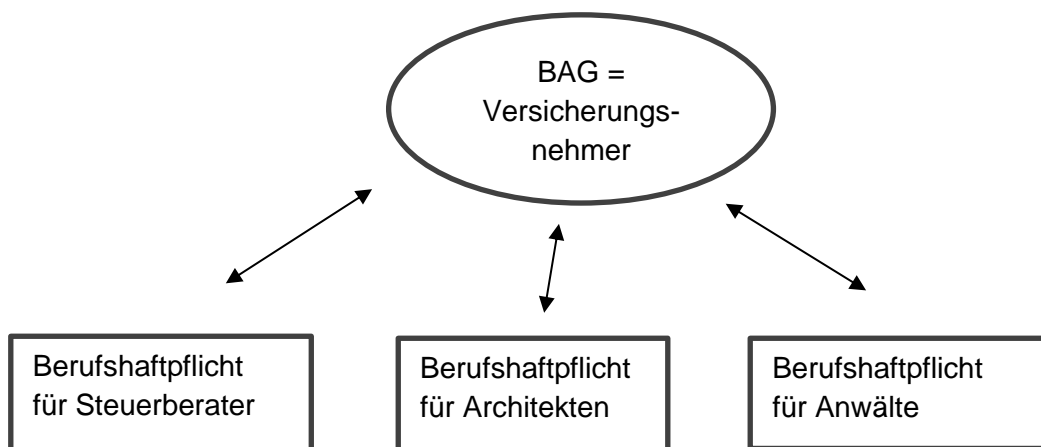 BAG =
Versicherungs-
nehmer
Berufshaftpflicht
für Steuerberater
Berufshaftpflicht
für Architekten
Berufshaftpflicht
für Anwälte